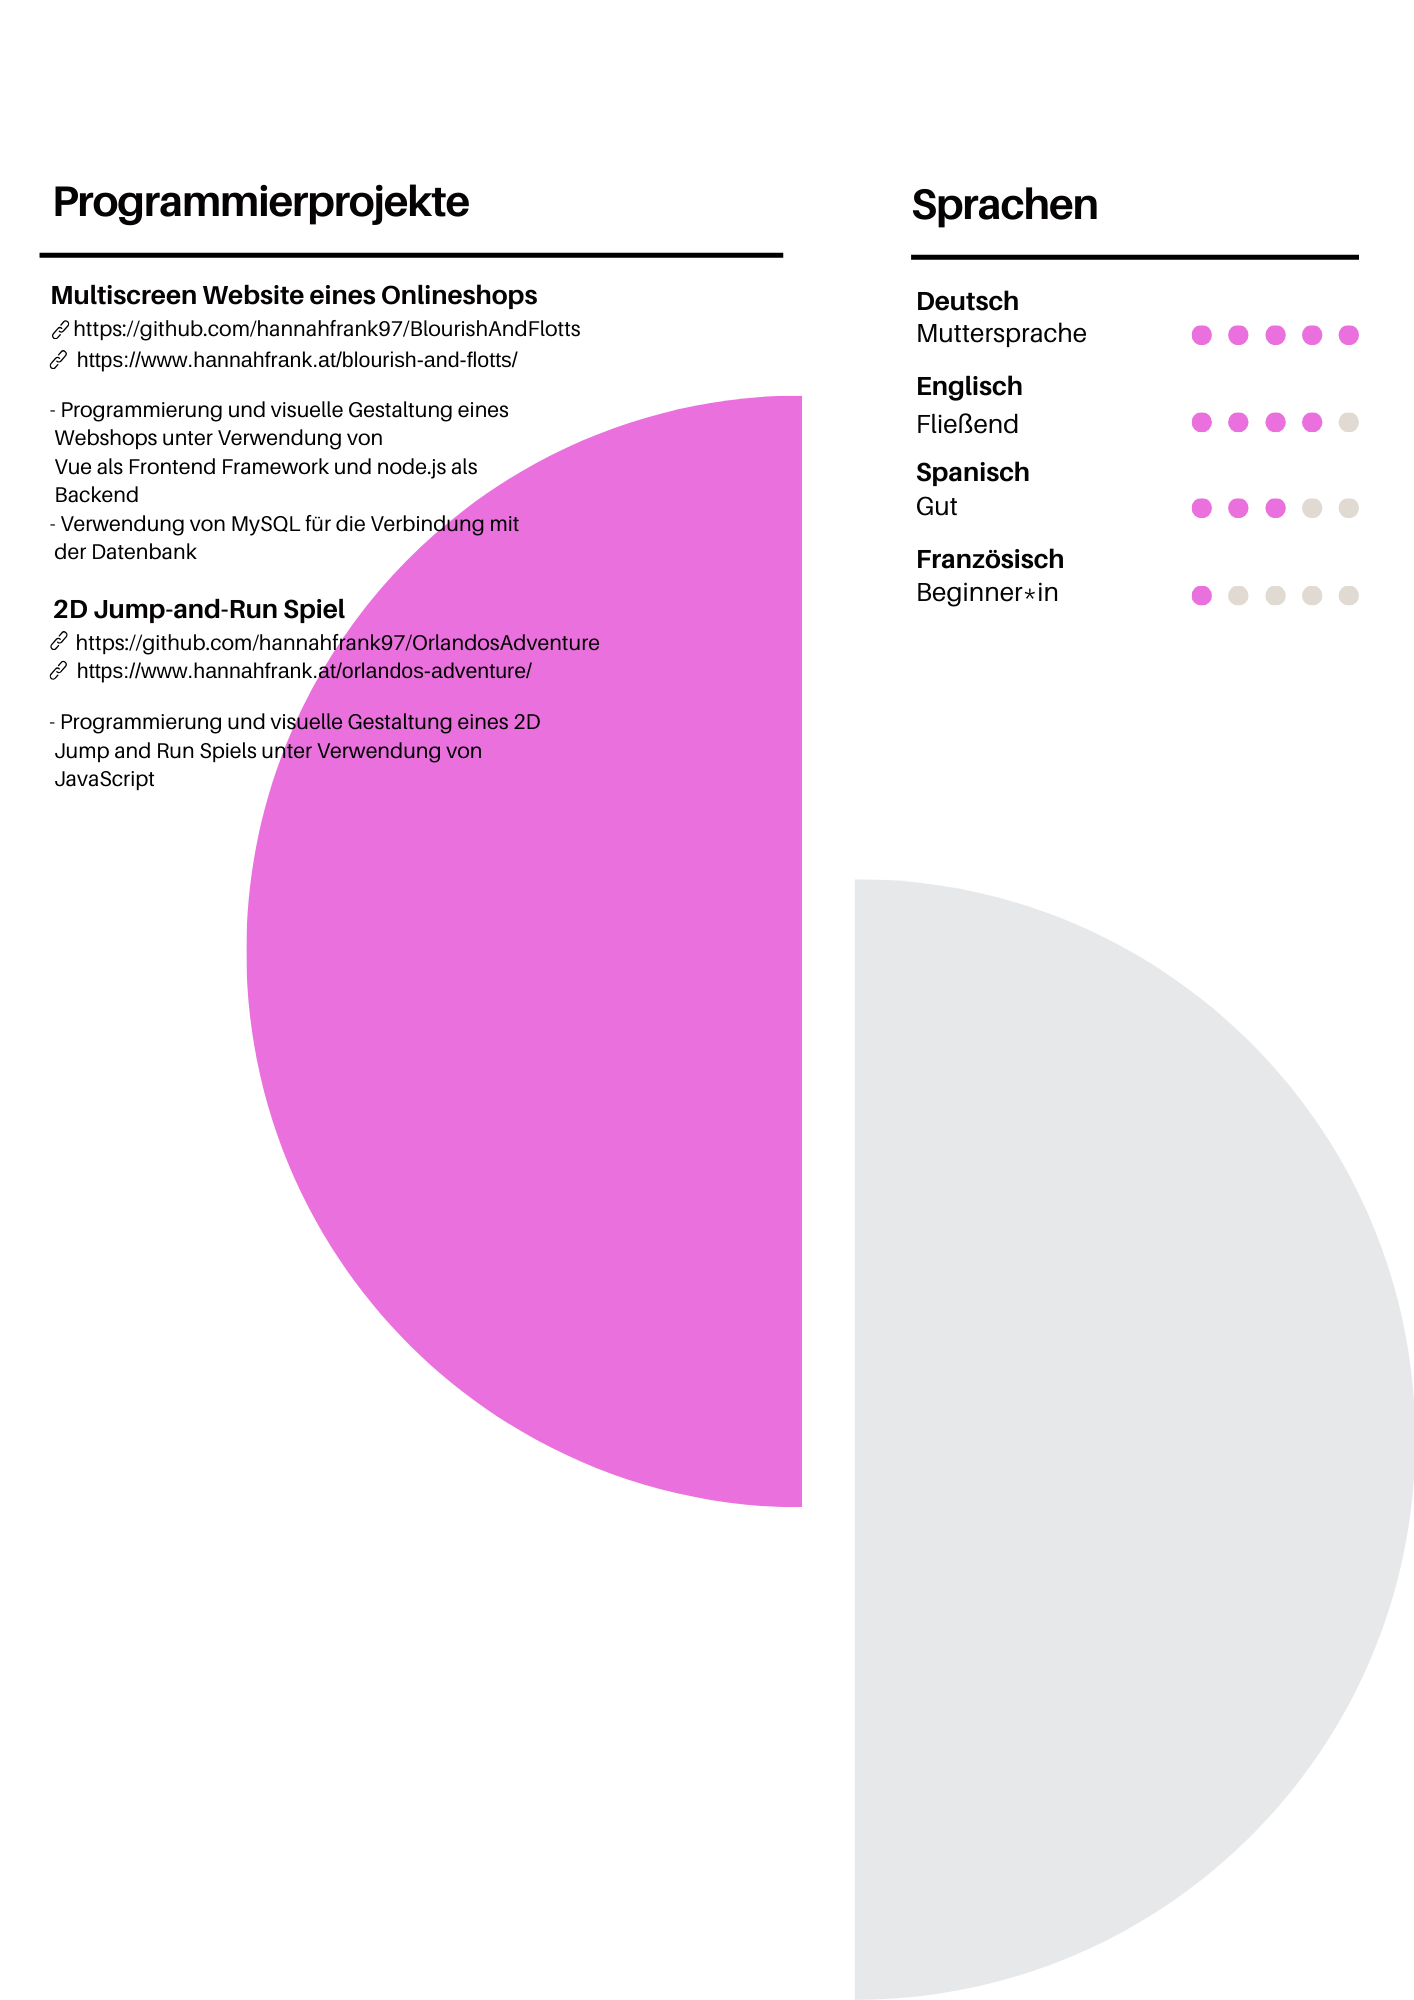 Programmierprojekte
Multiscreen Website eines Onlineshops
https://github.com/hannahfrank97/BlourishAndFlotts
https://www.hannahfrank.at/blourish-and-flotts/
- Programmierung und visuelle Gestaltung eines
Webshops unter Verwendung von
Vue als Frontend Framework und node.js als
Backend
- Verwendung von MySQL für die Verbindung mit
der Datenbank
2D Jump-and-Run Spiel
https://github.com/hannahfrank97/OrlandosAdventure
https://www.hannahfrank.at/orlandos-adventure/
- Programmierung und visuelle Gestaltung eines 2D
Jump and Run Spiels unter Verwendung von
JavaScript
Sprachen
Deutsch
Muttersprache
Englisch
Fließend
Spanisch
Gut
Französisch
Beginner*in